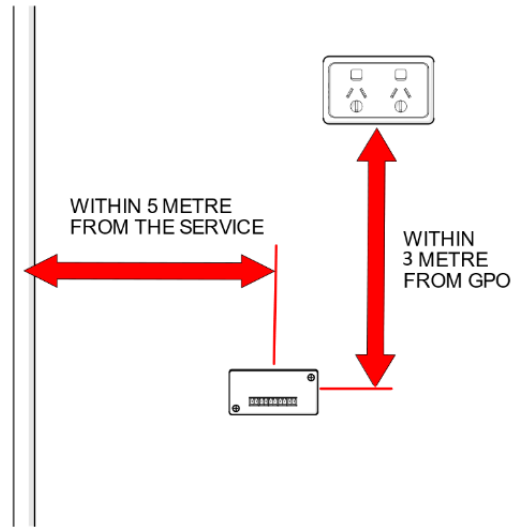 WITHIN 5 METRE
FROM THE SERVICE
WITHIN
3 METRE
FROM GPO